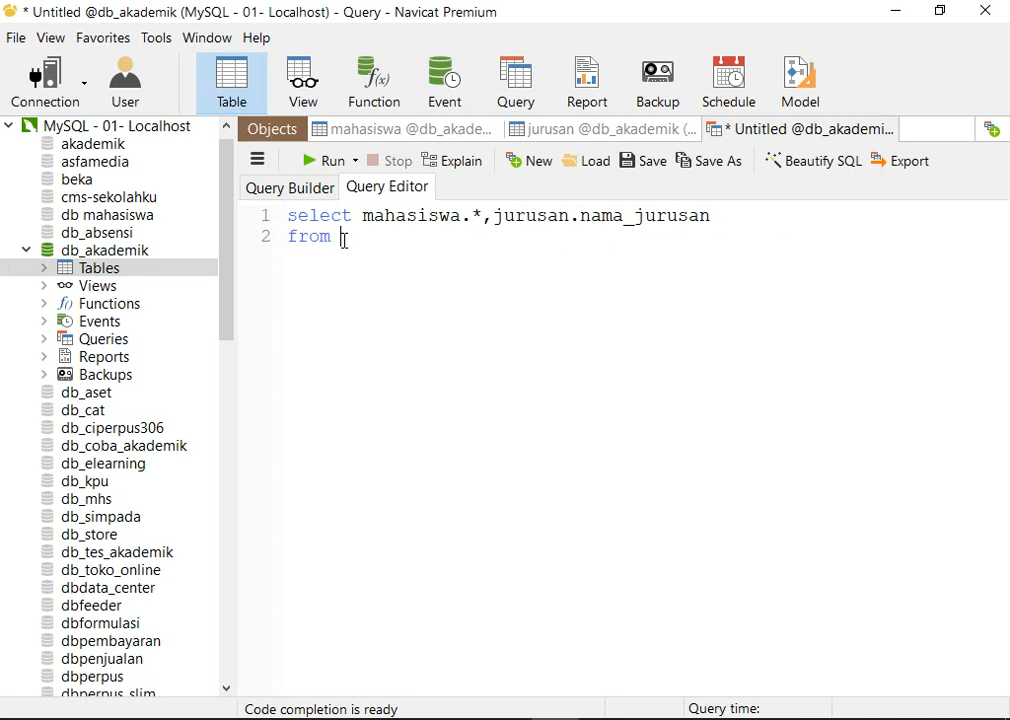 * Untitled @db_akademik (MySQL - 01- Localhost) - Query - Navicat Premium
File View Favorites Tools Window Help
Connection User Table View Function Event Query Report Backup Schedule Model
MySQL - 01- Localhost
akademik
asfamedia
beka
cms-sekolahku
db mahasiswa
db_absensi
db_akademik
Tables
Views
Functions
Events
Queries
Reports
Backups
db_aset
db_cat
db_ciperpus306
db_coba_akademik
db_elearning
db_kpu
db_mhs
db_simpada
db_store
db_tes_akademik
db_toko_online
dbdata_center
dbfeeder
dbformulasi
dbpembayaran
dbpenjualan
dbperpus
dbperpus_slim
Objects mahasiswa @db_akade... jurusan @db_akademik (... * Untitled @db_akademi...
Run Stop Explain New Load Save Save As Beautify SQL Export
Query Builder Query Editor
1 select mahasiswa.*,jurusan.nama_jurusan
2 from
Code completion is ready Query time: